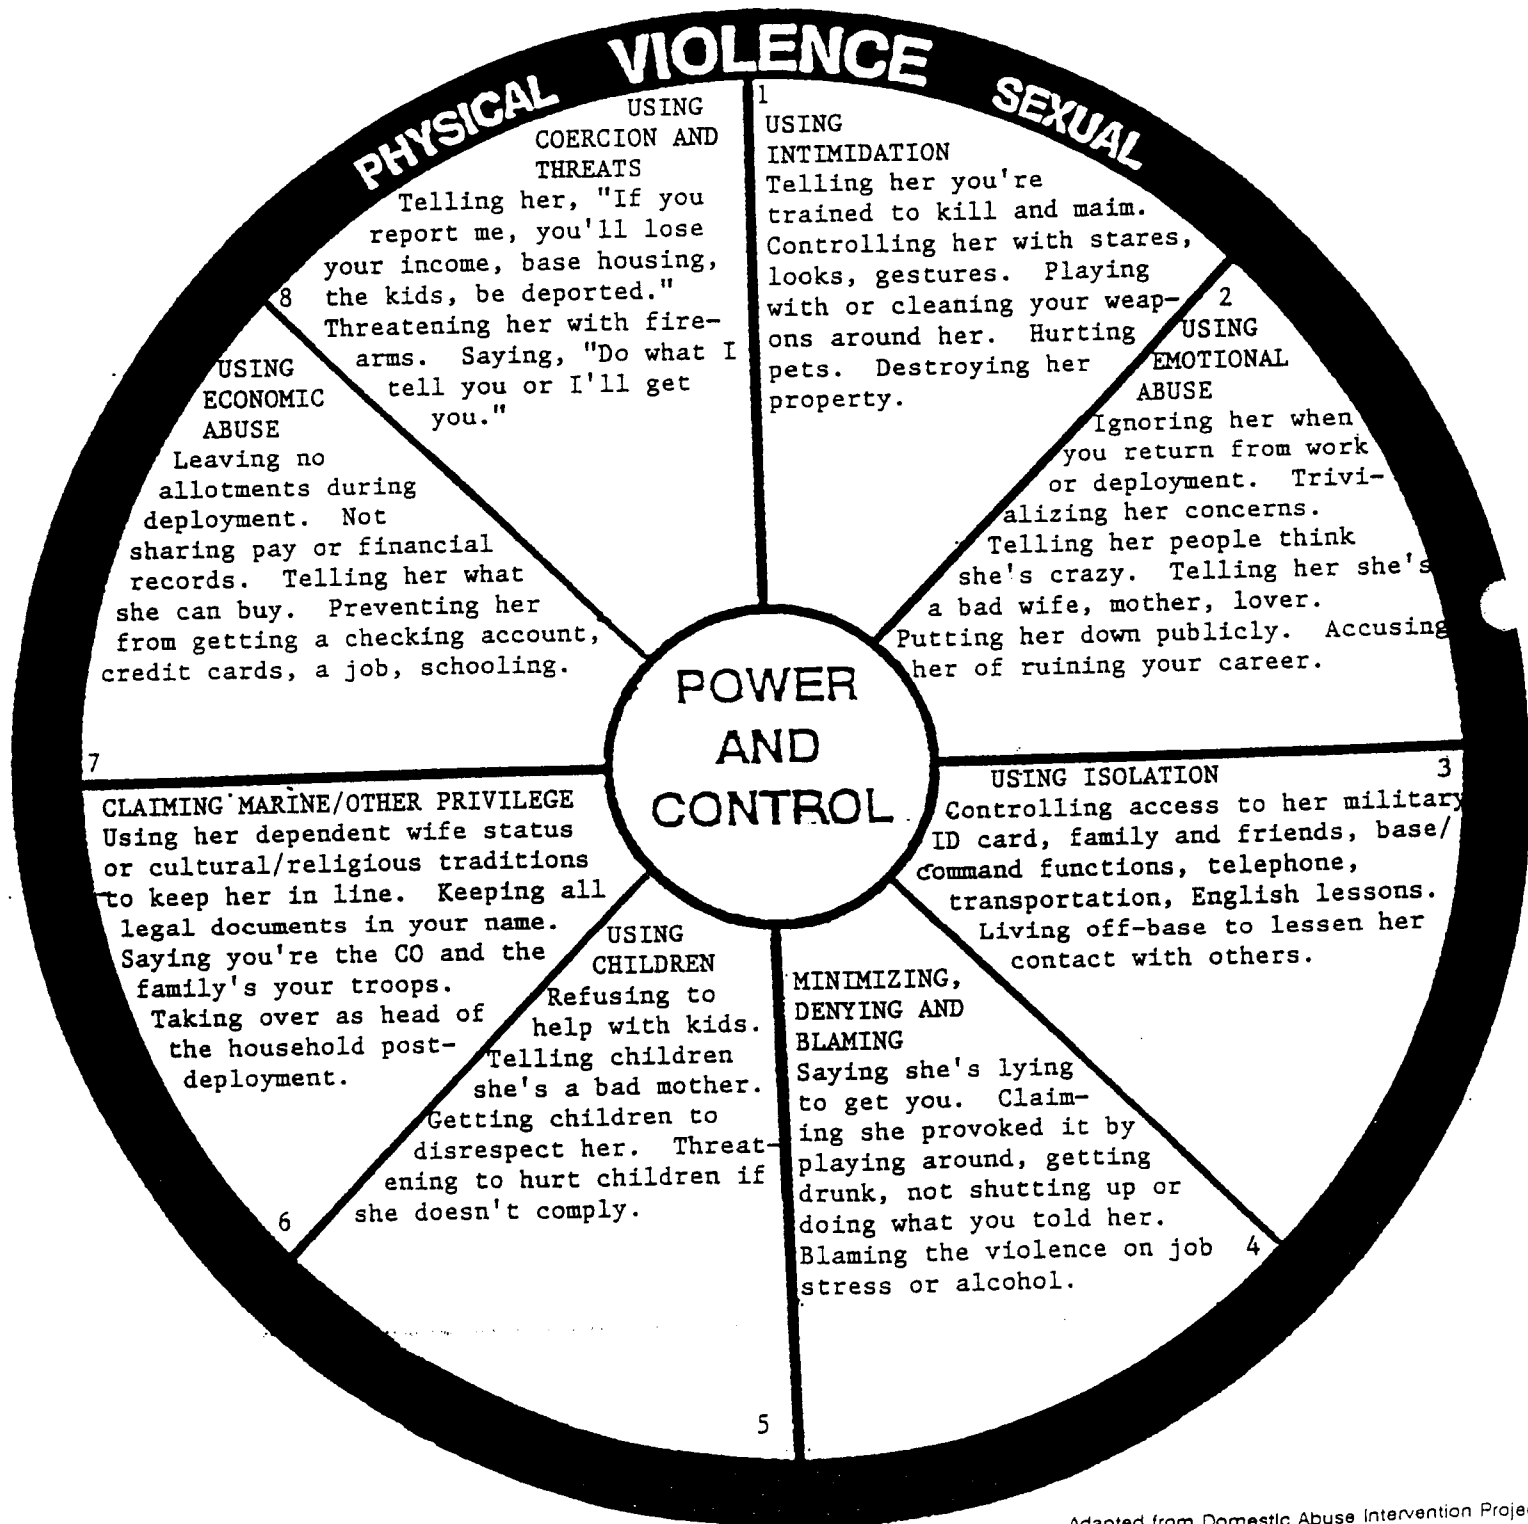 PHYSICAL VIOLENCE SEXUAL
1
USING
INTIMIDATION
Telling her you're
trained to kill and maim.
Controlling her with stares,
looks, gestures.  Playing
with or cleaning your weap-
ons around her.  Hurting
pets.  Destroying her
property.
2
USING
EMOTIONAL
ABUSE
Ignoring her when
you return from work
or deployment.  Trivi-
alizing her concerns.
Telling her people think
she's crazy.  Telling her she's
a bad wife, mother, lover.
Putting her down publicly.  Accusing
her of ruining your career.
3
USING ISOLATION
Controlling access to her military
ID card, family and friends, base/
command functions, telephone,
transportation, English lessons.
Living off-base to lessen her
contact with others.
4
MINIMIZING,
DENYING AND
BLAMING
Saying she's lying
to get you.  Claim-
ing she provoked it by
playing around, getting
drunk, not shutting up or
doing what you told her.
Blaming the violence on job
stress or alcohol.
5
USING
CHILDREN
Refusing to
help with kids.
Telling children
she's a bad mother.
Getting children to
disrespect her.  Threat-
ening to hurt children if
she doesn't comply.
6
CLAIMING MARINE/OTHER PRIVILEGE
Using her dependent wife status
or cultural/religious traditions
to keep her in line.  Keeping all
legal documents in your name.
Saying you're the CO and the
family's your troops.
Taking over as head of
the household post-
deployment.
7
USING
ECONOMIC
ABUSE
Leaving no
allotments during
deployment.  Not
sharing pay or financial
records.  Telling her what
she can buy.  Preventing her
from getting a checking account,
credit cards, a job, schooling.
8
USING
COERCION AND
THREATS
Telling her, "If you
report me, you'll lose
your income, base housing,
the kids, be deported."
Threatening her with fire-
arms.  Saying, "Do what I
tell you or I'll get
you."
POWER
AND
CONTROL
Adapted from Domestic Abuse Intervention